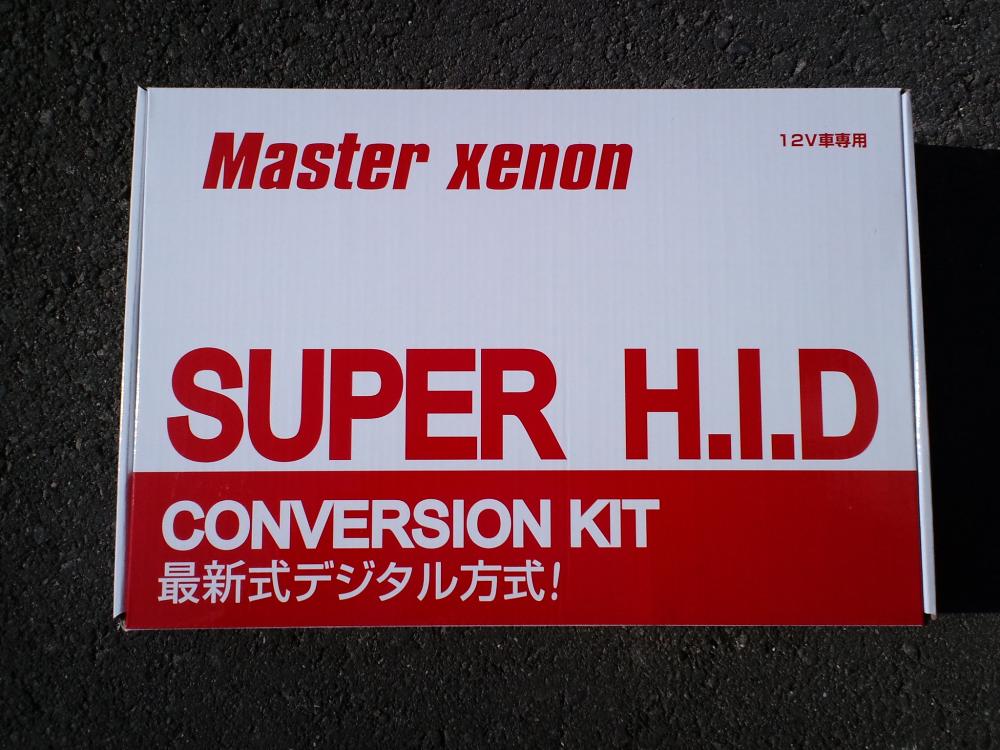 Master xenon
12V車専用
SUPER H.I.D
CONVERSION KIT
最新式デジタル方式!